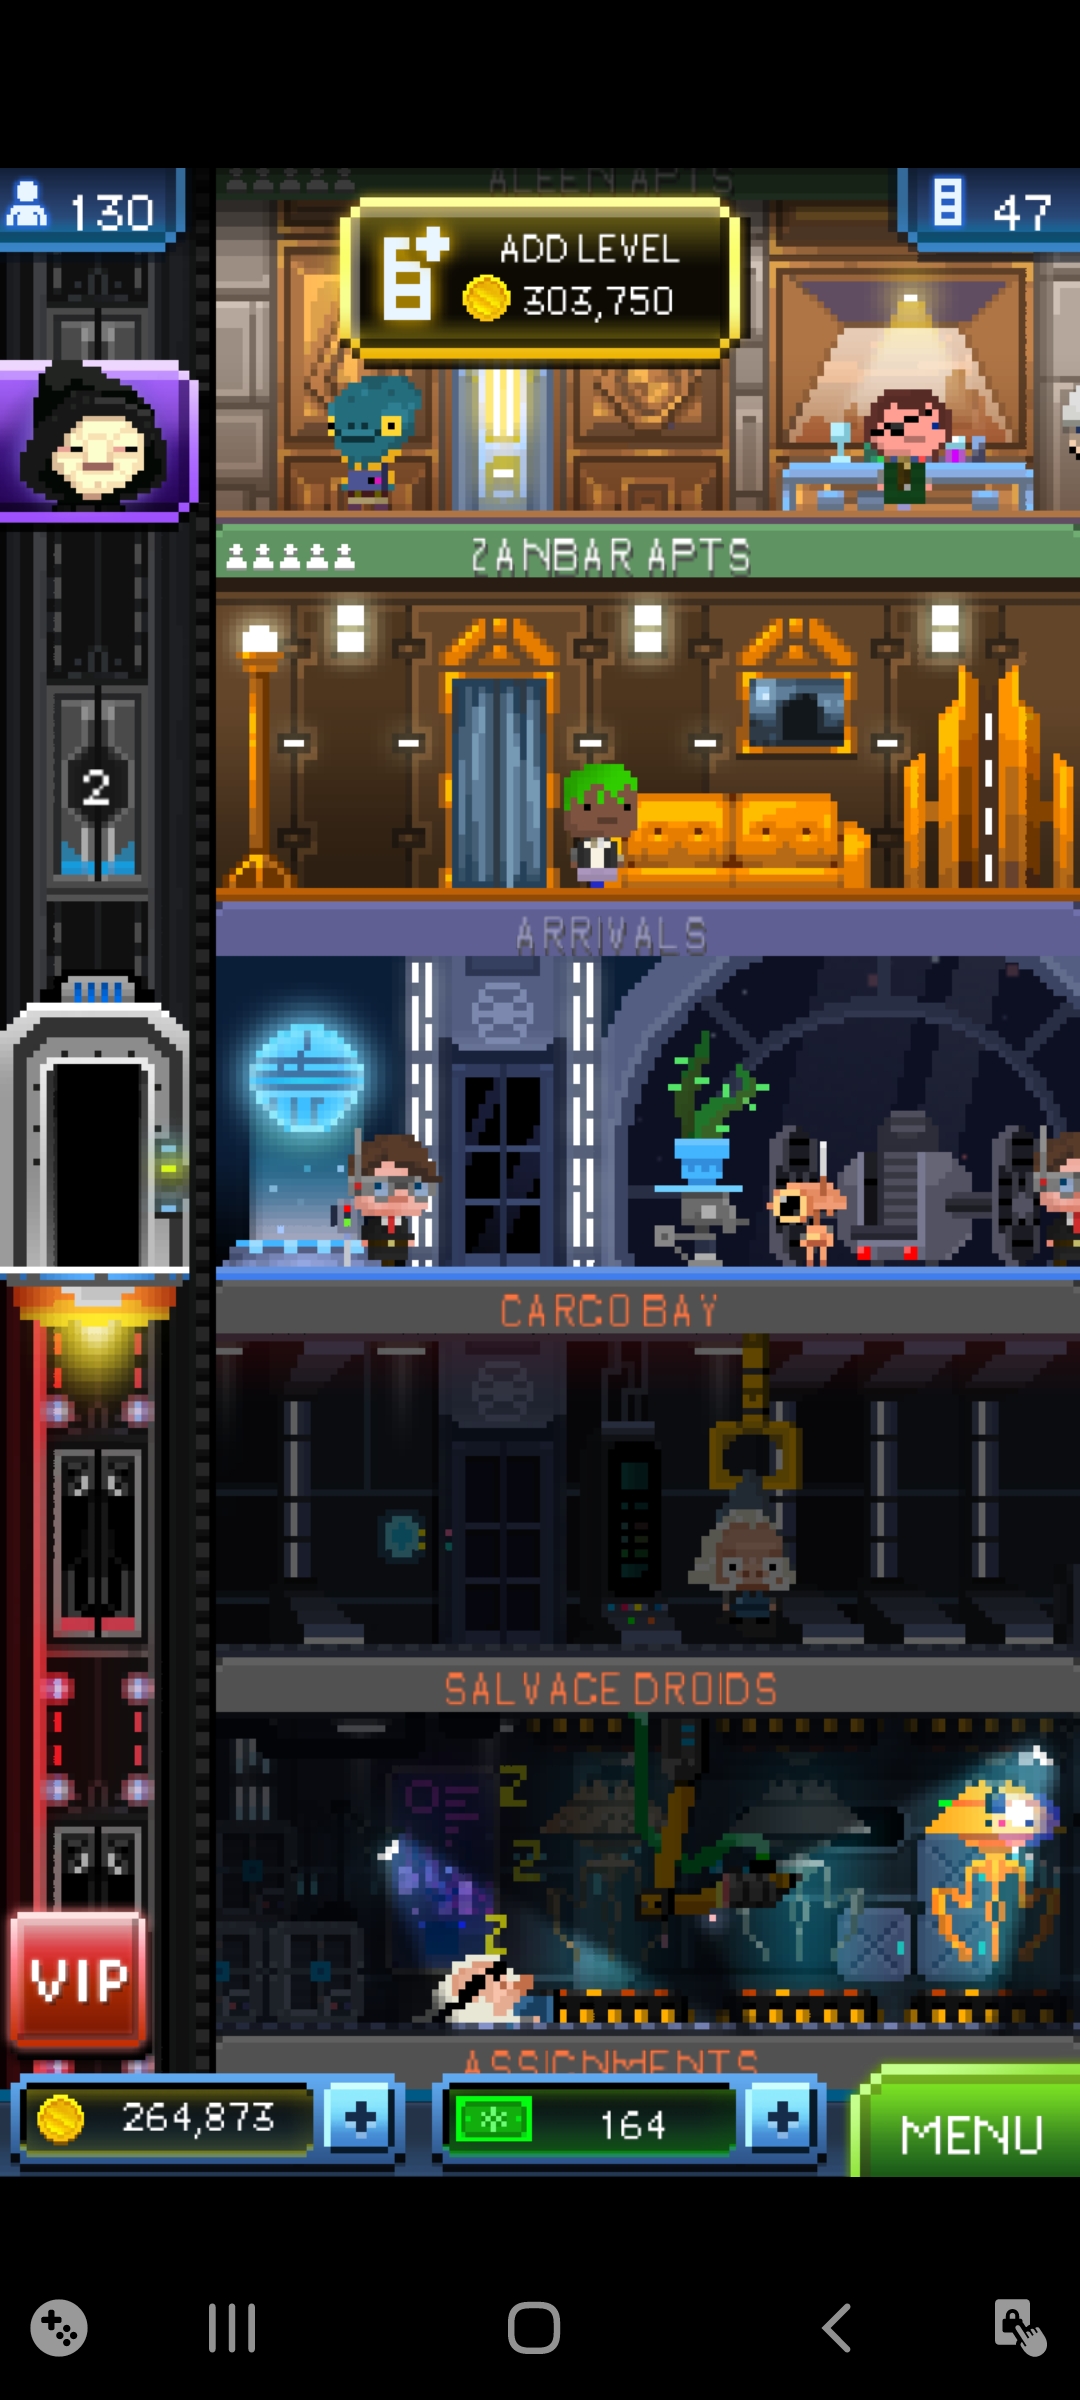 ALEEN APTS
130
47
ADD LEVEL
303,750
ZANBAR APTS
2
ARRIVALS
CARGO BAY
SALVAGE DROIDS
Z
Z
Z
VIP
ASSIGNMENTS
264,873
164
MENU